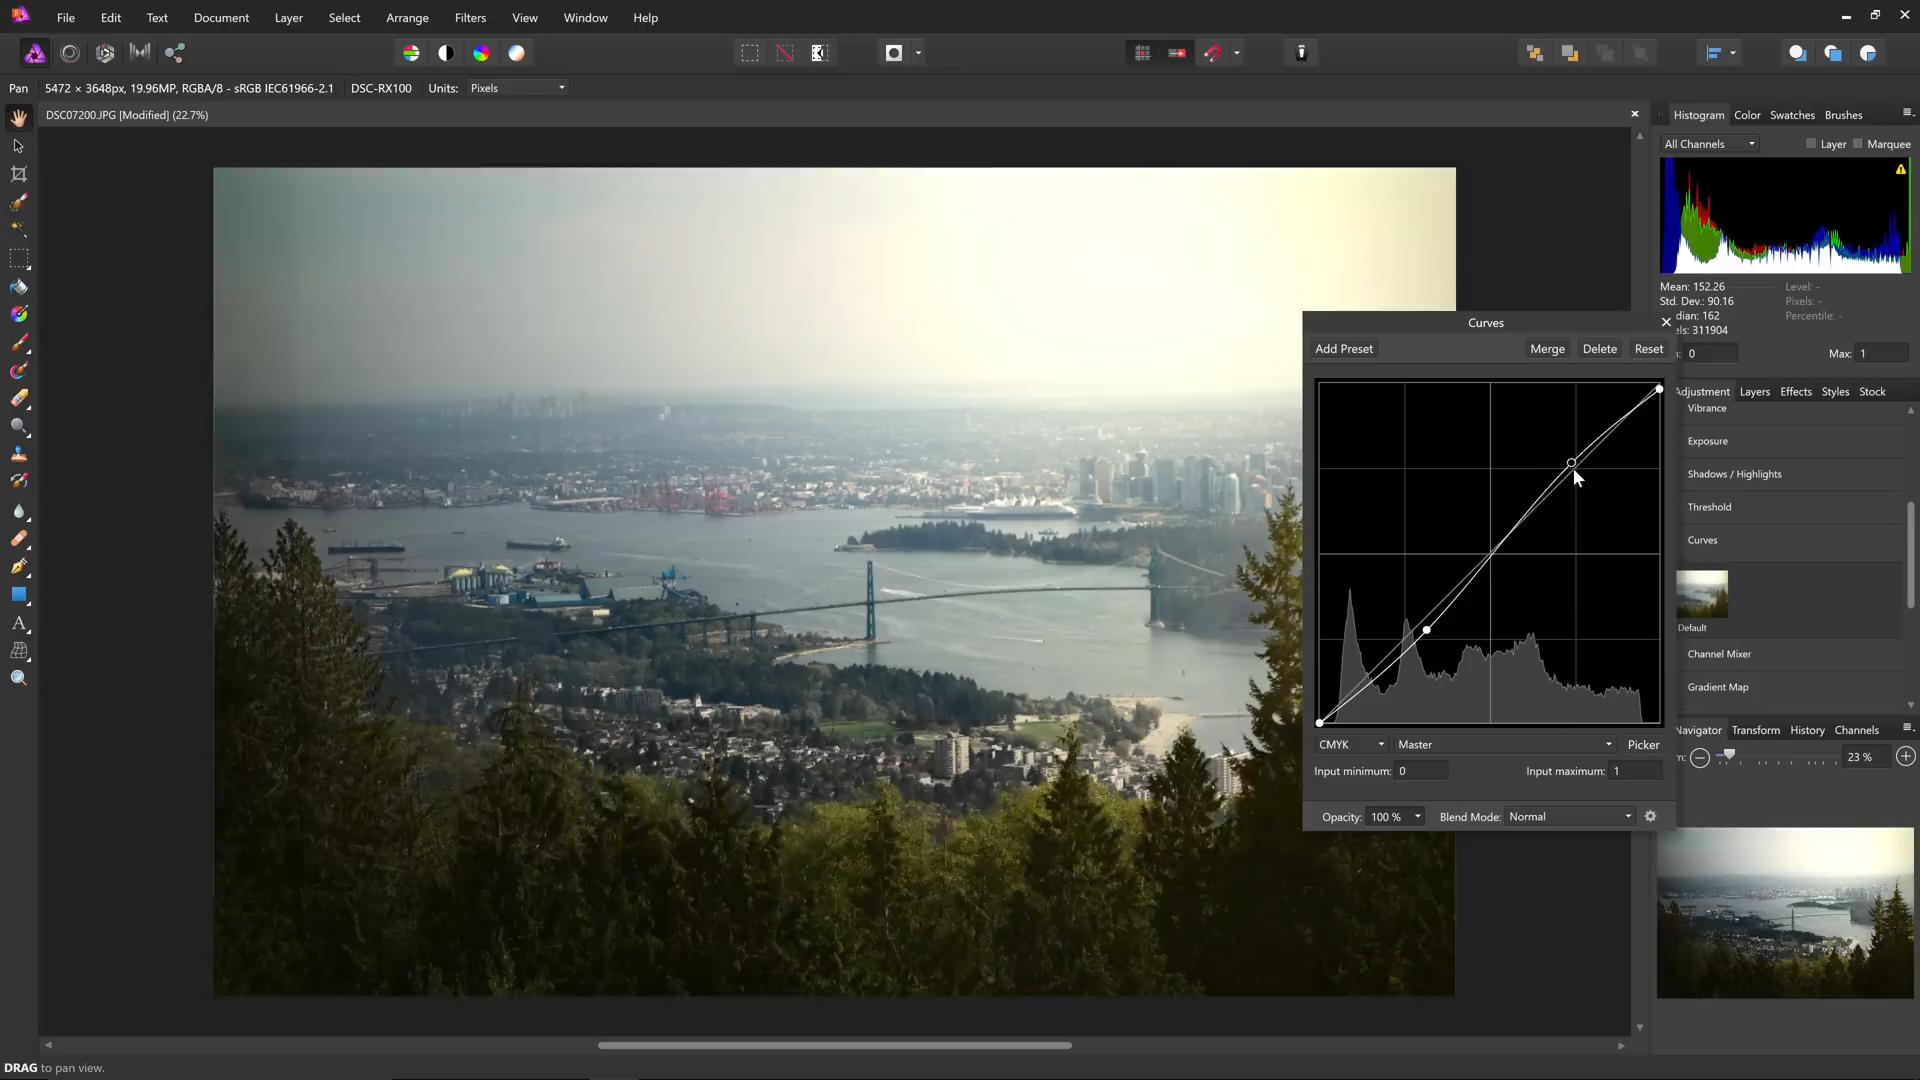 File Edit Text Document Layer Select Arrange Filters View Window Help
Pan 5472 × 3648px, 19.96MP, RGBA/8 - sRGB IEC61966-2.1 DSC-RX100 Units: Pixels
DSC07200.JPG [Modified] (22.7%)
Histogram Color Swatches Brushes
All Channels Layer Marquee
Mean: 152.26 Level: -
Std. Dev.: 90.16 Pixels: -
dian: 162 Percentile: -
els: 311904
: 0 Max: 1
Curves
Add Preset Merge Delete Reset
CMYK Master Picker
Input minimum: 0 Input maximum: 1
Opacity: 100 % Blend Mode: Normal
Adjustment Layers Effects Styles Stock
Vibrance
Exposure
Shadows / Highlights
Threshold
Curves
Default
Channel Mixer
Gradient Map
Navigator Transform History Channels
m: 23 %
DRAG to pan view.